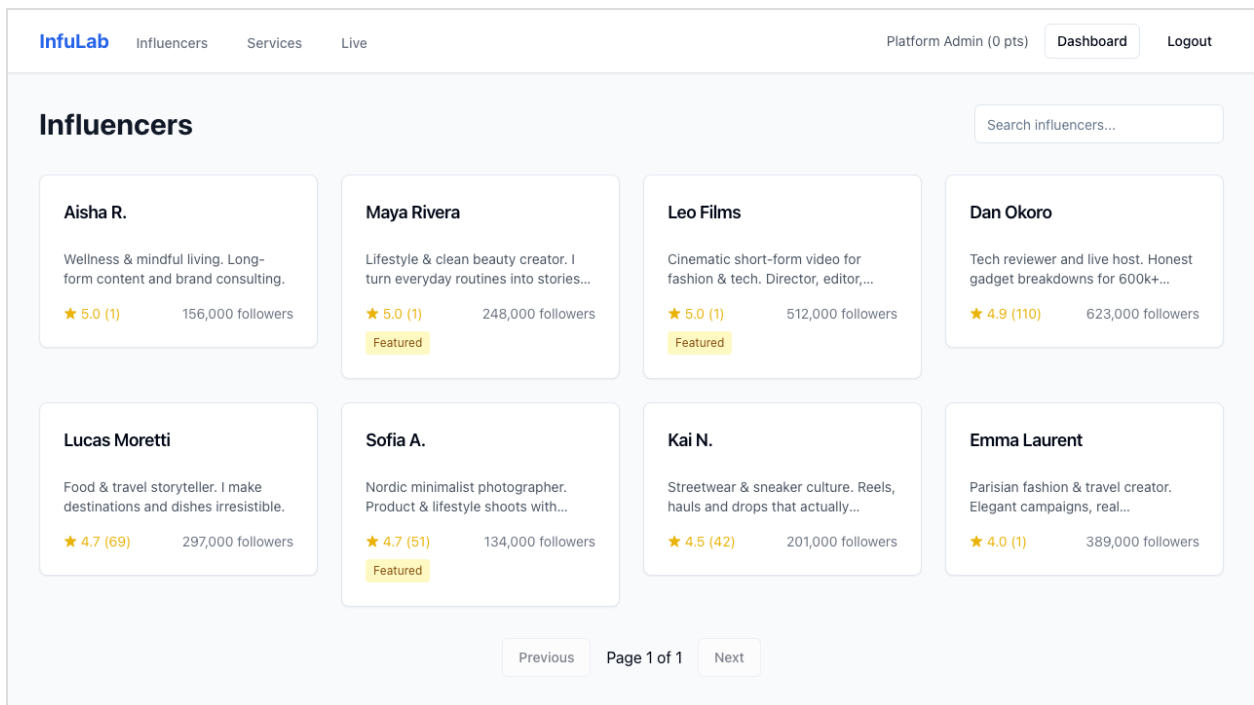 InfuLab Influencers Services Live Platform Admin (0 pts) Dashboard Logout
Influencers
Search influencers...
Aisha R.
Wellness & mindful living. Long-
form content and brand consulting.
★ 5.0 (1) 156,000 followers
Maya Rivera
Lifestyle & clean beauty creator. I
turn everyday routines into stories...
★ 5.0 (1) 248,000 followers
Featured
Leo Films
Cinematic short-form video for
fashion & tech. Director, editor,...
★ 5.0 (1) 512,000 followers
Featured
Dan Okoro
Tech reviewer and live host. Honest
gadget breakdowns for 600k+...
★ 4.9 (110) 623,000 followers
Lucas Moretti
Food & travel storyteller. I make
destinations and dishes irresistible.
★ 4.7 (69) 297,000 followers
Sofia A.
Nordic minimalist photographer.
Product & lifestyle shoots with...
★ 4.7 (51) 134,000 followers
Featured
Kai N.
Streetwear & sneaker culture. Reels,
hauls and drops that actually...
★ 4.5 (42) 201,000 followers
Emma Laurent
Parisian fashion & travel creator.
Elegant campaigns, real...
★ 4.0 (1) 389,000 followers
Previous Page 1 of 1 Next